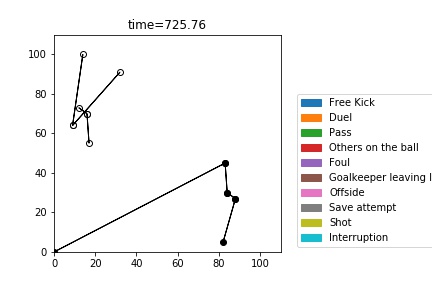 time=725.76
100
80
60
40
20
0
0 20 40 60 80 100
Free Kick
Duel
Pass
Others on the ball
Foul
Goalkeeper leaving l
Offside
Save attempt
Shot
Interruption